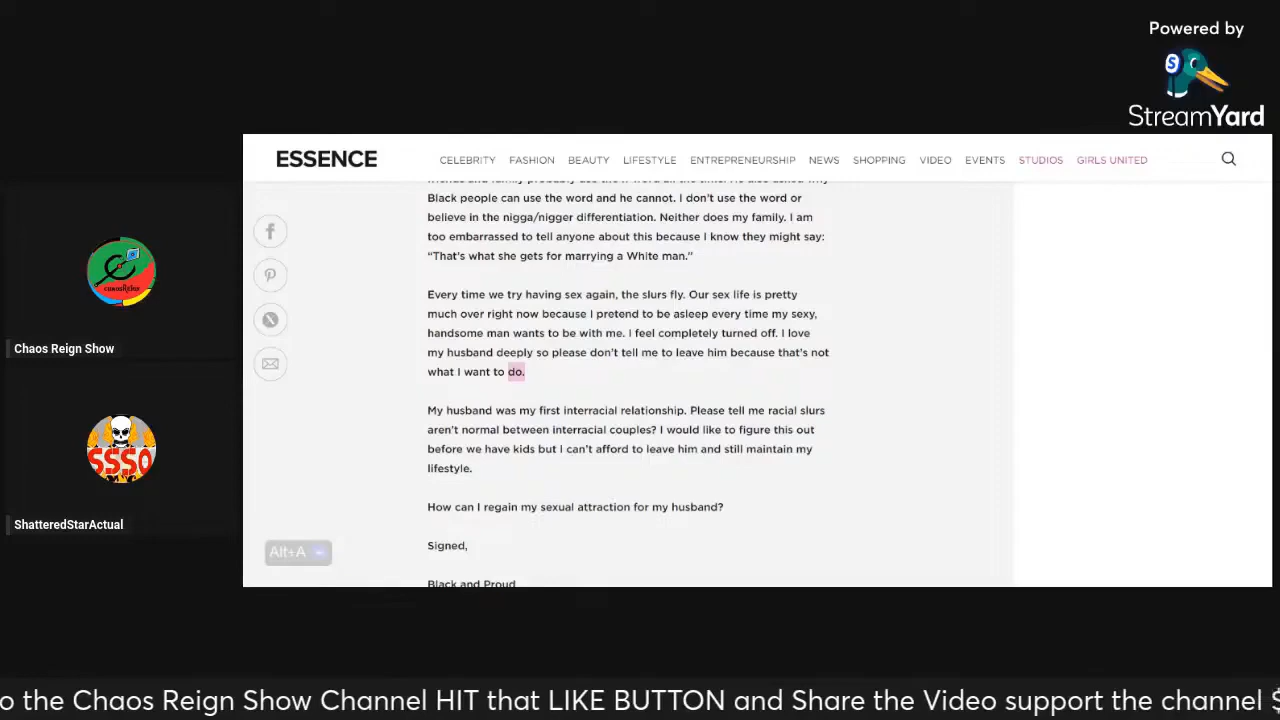 Powered by
StreamYard
ESSENCE
CELEBRITY FASHION BEAUTY LIFESTYLE ENTREPRENEURSHIP NEWS SHOPPING VIDEO EVENTS STUDIOS GIRLS UNITED
Black people can use the word and he cannot. I don't use the word or
believe in the nigga/nigger differentiation. Neither does my family. I am
too embarrassed to tell anyone about this because I know they might say:
"That's what she gets for marrying a White man."
Every time we try having sex again, the slurs fly. Our sex life is pretty
much over right now because I pretend to be asleep every time my sexy,
handsome man wants to be with me. I feel completely turned off. I love
my husband deeply so please don't tell me to leave him because that's not
what I want to do.
My husband was my first interracial relationship. Please tell me racial slurs
aren't normal between interracial couples? I would like to figure this out
before we have kids but I can't afford to leave him and still maintain my
lifestyle.
How can I regain my sexual attraction for my husband?
Signed,
Black and Proud
Alt+A
CHAOSREIGN
Chaos Reign Show
SSSO
ShatteredStarActual
o the Chaos Reign Show Channel HIT that LIKE BUTTON and Share the Video support the channel $